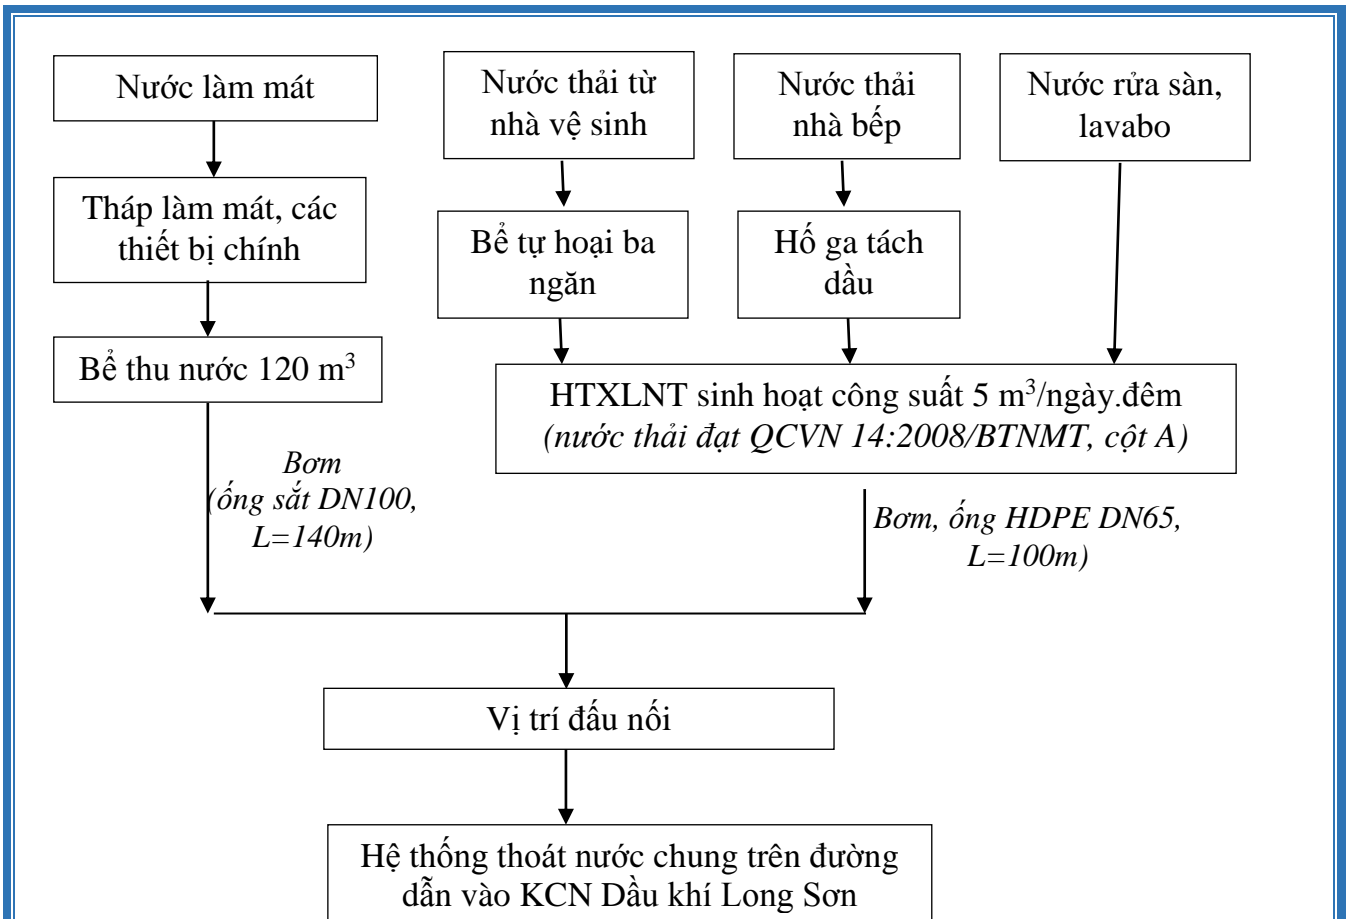 Nước làm mát
Tháp làm mát, các
thiết bị chính
Bể thu nước 120 m³
Bơm
(ống sắt DN100,
L=140m)
Nước thải từ
nhà vệ sinh
Bể tự hoại ba
ngăn
Nước thải
nhà bếp
Hố ga tách
dầu
Nước rửa sàn,
lavabo
HTXLNT sinh hoạt công suất 5 m³/ngày.đêm
(nước thải đạt QCVN 14:2008/BTNMT, cột A)
Bơm, ống HDPE DN65,
L=100m)
Vị trí đấu nối
Hệ thống thoát nước chung trên đường
dẫn vào KCN Dầu khí Long Sơn